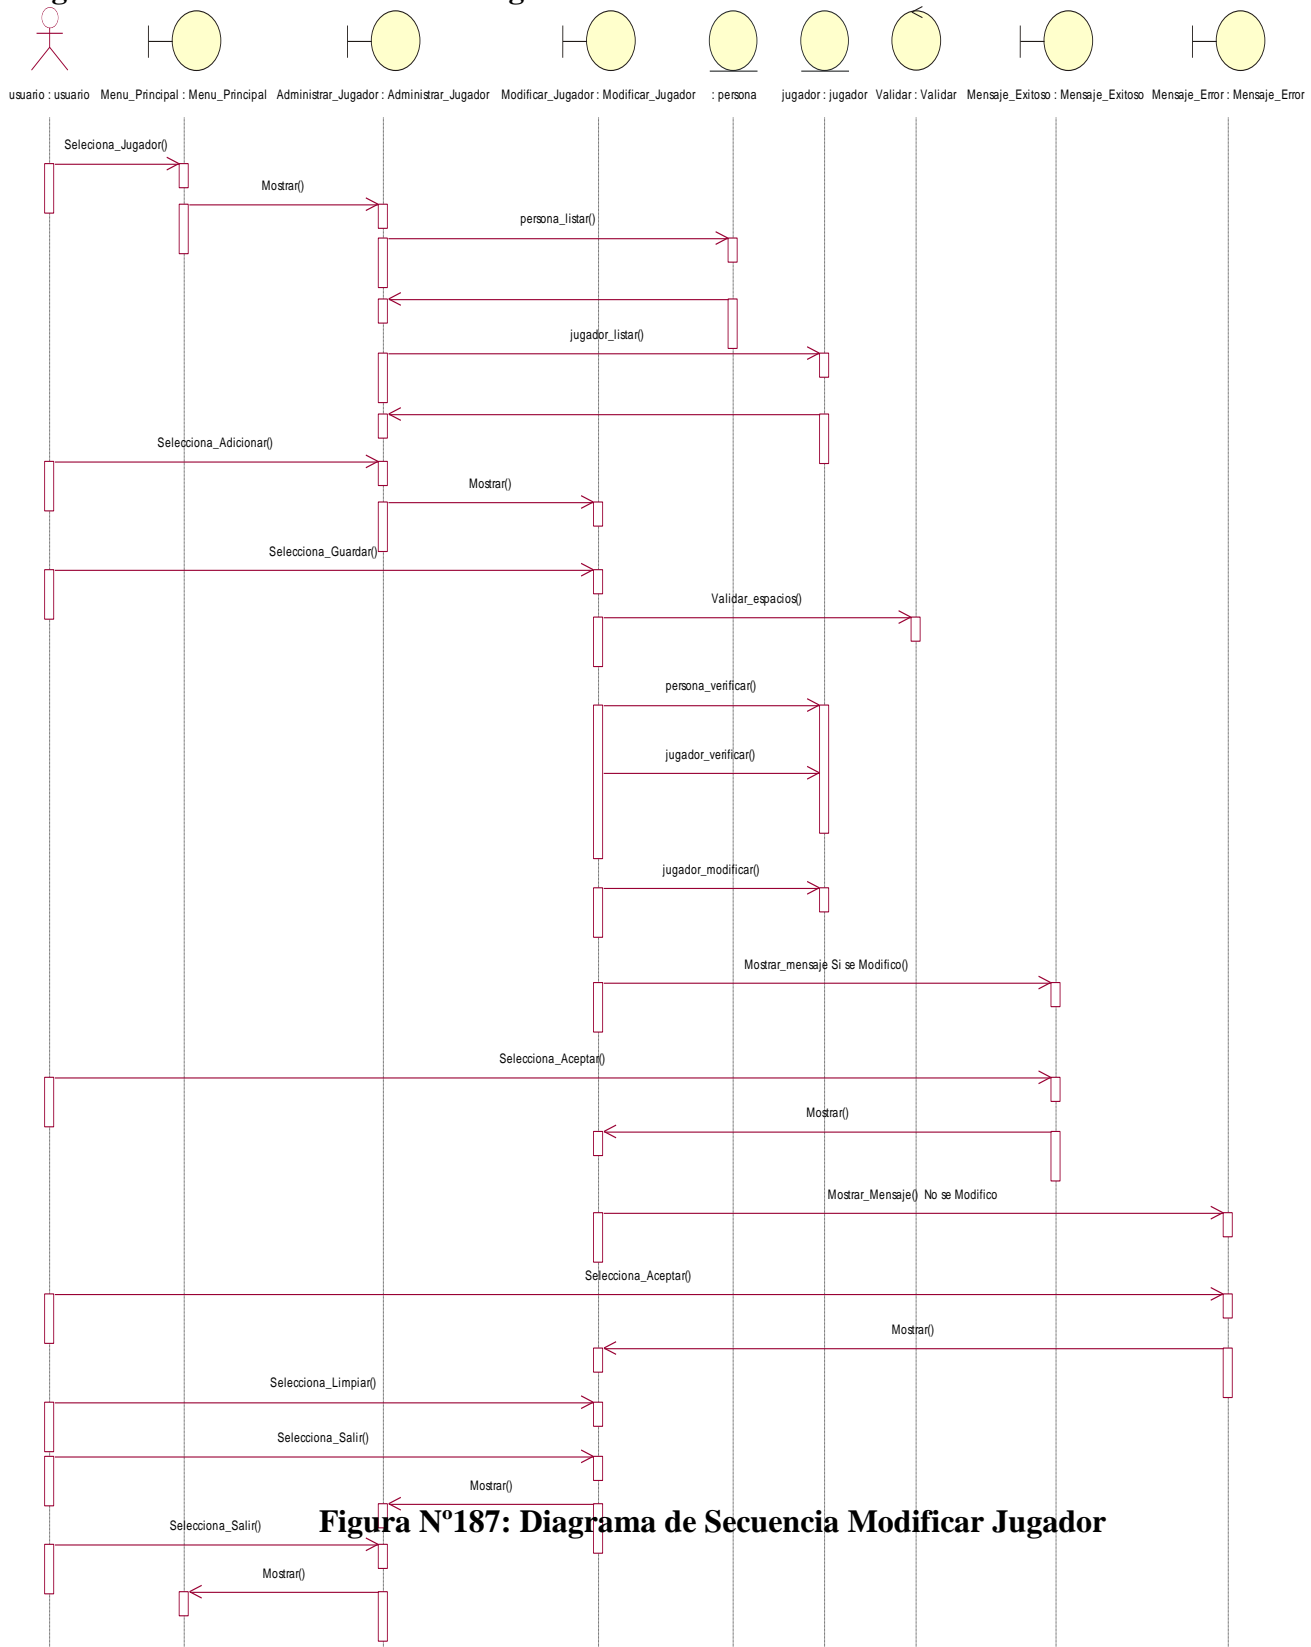 usuario : usuario Menu_Principal : Menu_Principal Administrar_Jugador : Administrar_Jugador Modificar_Jugador : Modificar_Jugador : persona jugador : jugador Validar : Validar Mensaje_Exitoso : Mensaje_Exitoso Mensaje_Error : Mensaje_Error
Seleciona_Jugador()
Mostrar()
persona_listar()
jugador_listar()
Selecciona_Adicionar()
Mostrar()
Selecciona_Guardar()
Validar_espacios()
persona_verificar()
jugador_verificar()
jugador_modificar()
Mostrar_mensaje Si se Modifico()
Selecciona_Aceptar()
Mostrar()
Mostrar_Mensaje() No se Modifico
Selecciona_Aceptar()
Mostrar()
Selecciona_Limpiar()
Selecciona_Salir()
Mostrar()
Selecciona_Salir()
Figura Nº187: Diagrama de Secuencia Modificar Jugador
Mostrar()